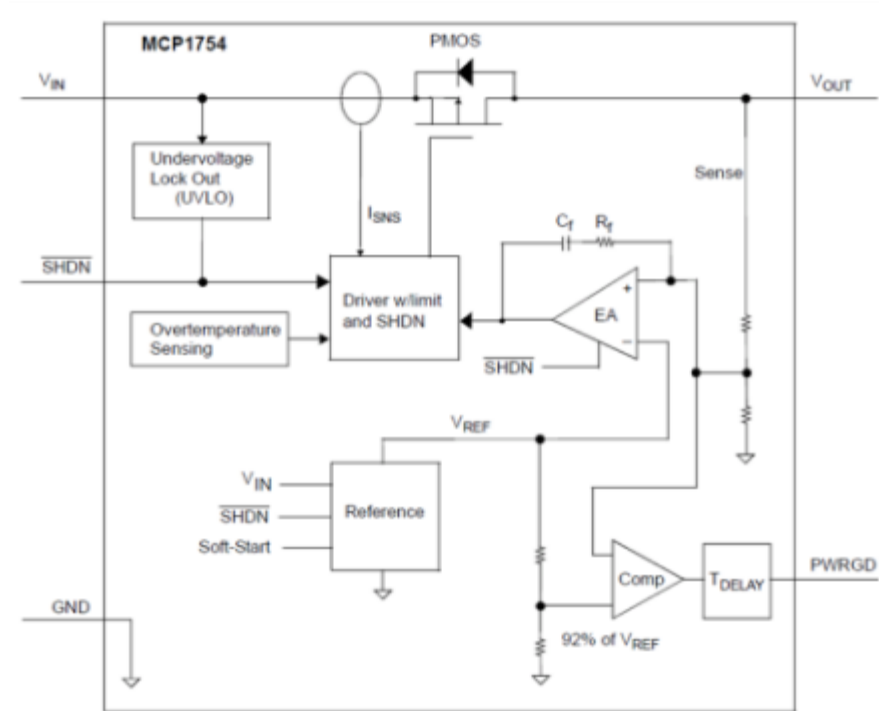 MCP1754
PMOS
VIN
VOUT
Undervoltage
Lock Out
(UVLO)
Sense
ISNS
Cf
Rf
SHDN
Driver w/limit
and SHDN
+
EA
−
Overtemperature
Sensing
SHDN
VREF
VIN
SHDN
Soft-Start
Reference
Comp
TDELAY
PWRGD
GND
92% of VREF